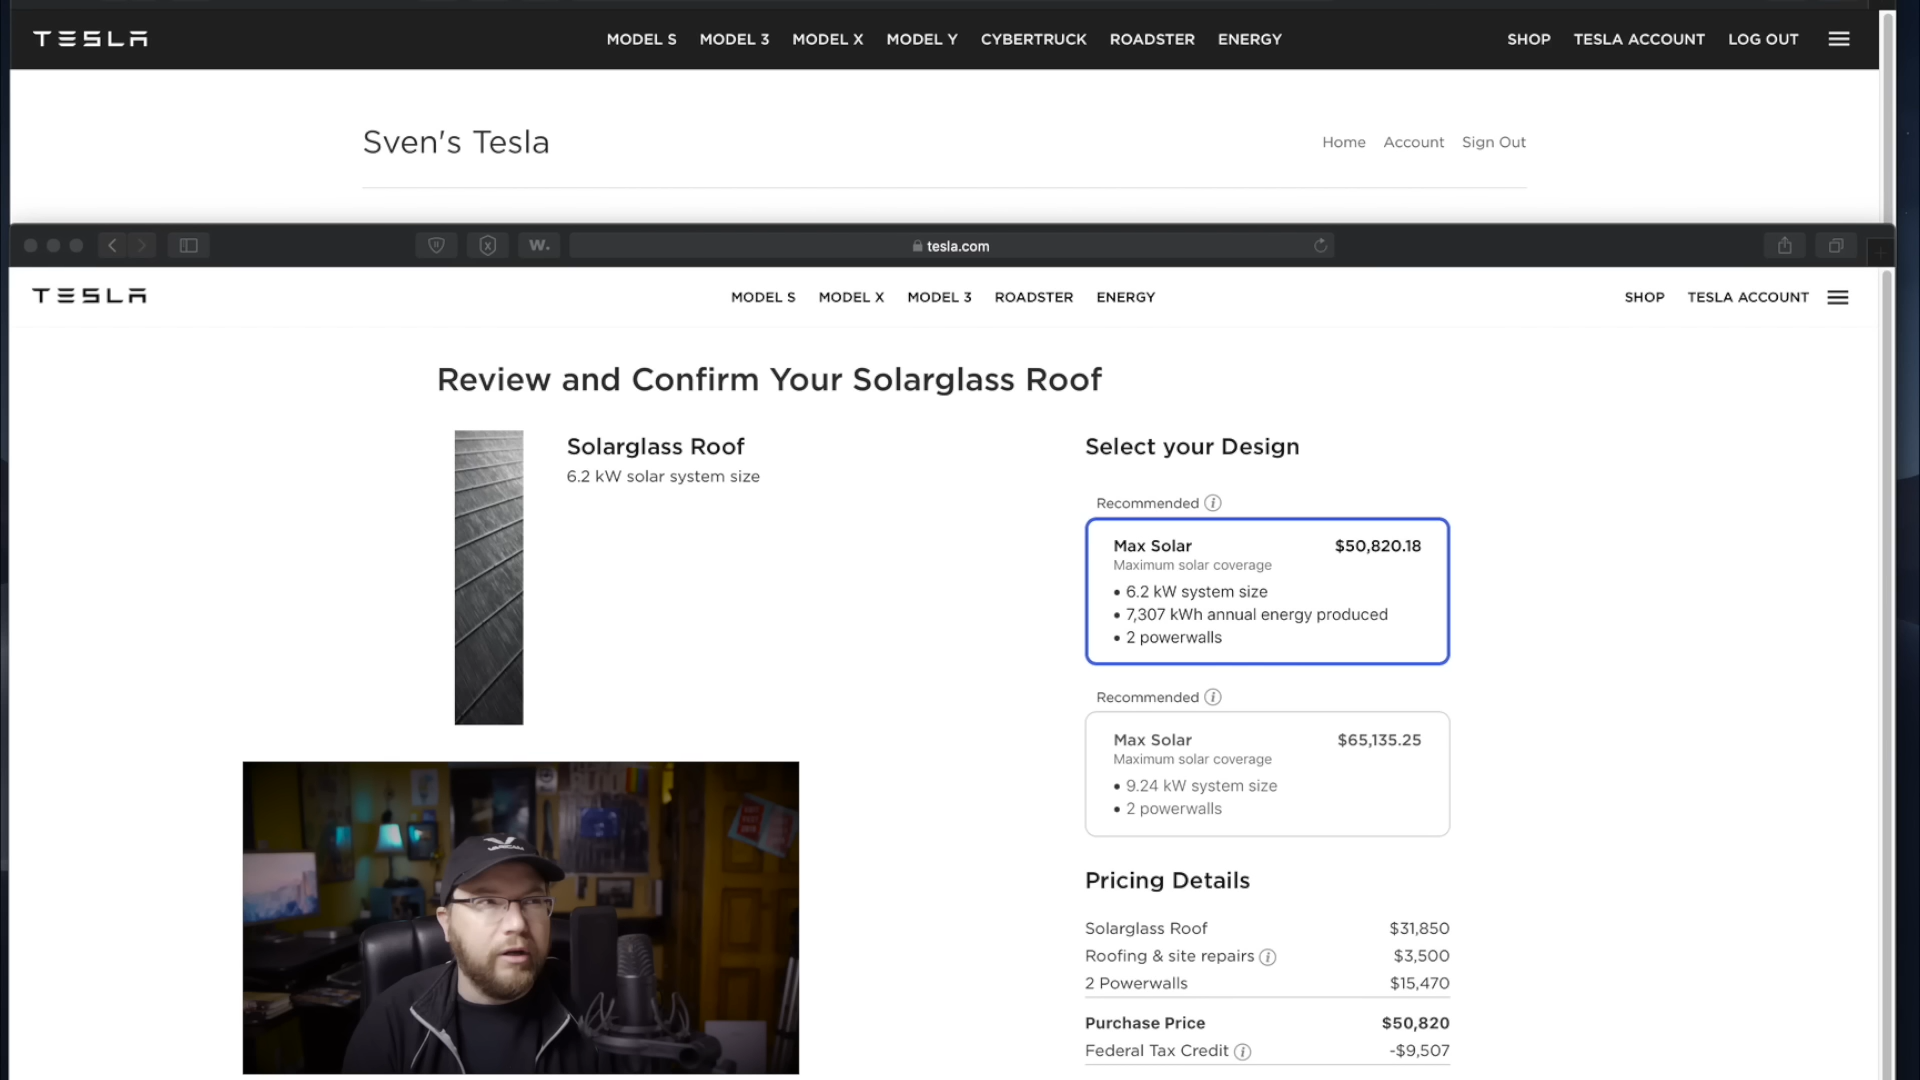 TESLA
MODEL S MODEL 3 MODEL X MODEL Y CYBERTRUCK ROADSTER ENERGY
SHOP TESLA ACCOUNT LOG OUT
Sven's Tesla
Home Account Sign Out
W.
tesla.com
TESLA
MODEL S MODEL X MODEL 3 ROADSTER ENERGY
SHOP TESLA ACCOUNT
Review and Confirm Your Solarglass Roof
Solarglass Roof
6.2 kW solar system size
Select your Design
Recommended
Max Solar $50,820.18
Maximum solar coverage
• 6.2 kW system size
• 7,307 kWh annual energy produced
• 2 powerwalls
Recommended
Max Solar $65,135.25
Maximum solar coverage
• 9.24 kW system size
• 2 powerwalls
Pricing Details
Solarglass Roof $31,850
Roofing & site repairs $3,500
2 Powerwalls $15,470
Purchase Price $50,820
Federal Tax Credit -$9,507